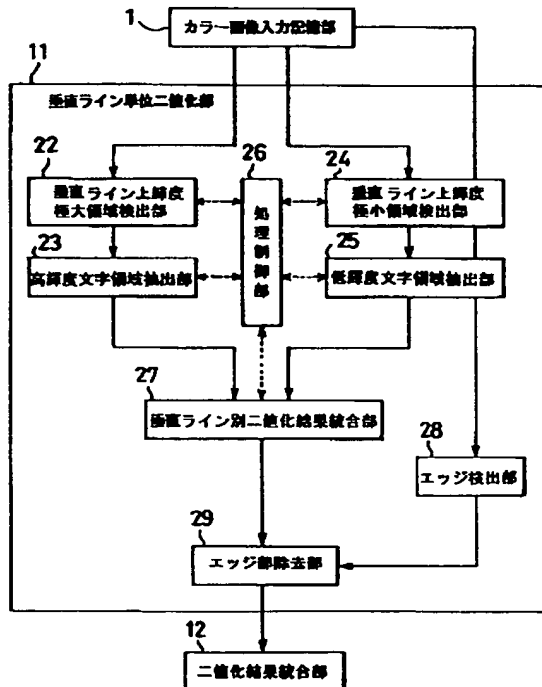 1
カラー画像入力記憶部
11
垂直ライン単位二値化部
22
垂直ライン上輝度
極大領域検出部
26
処理制御部
24
垂直ライン上輝度
極小領域検出部
23
高輝度文字領域抽出部
25
低輝度文字領域抽出部
27
垂直ライン別二値化結果統合部
28
エッジ検出部
29
エッジ部除去部
12
二値化結果統合部